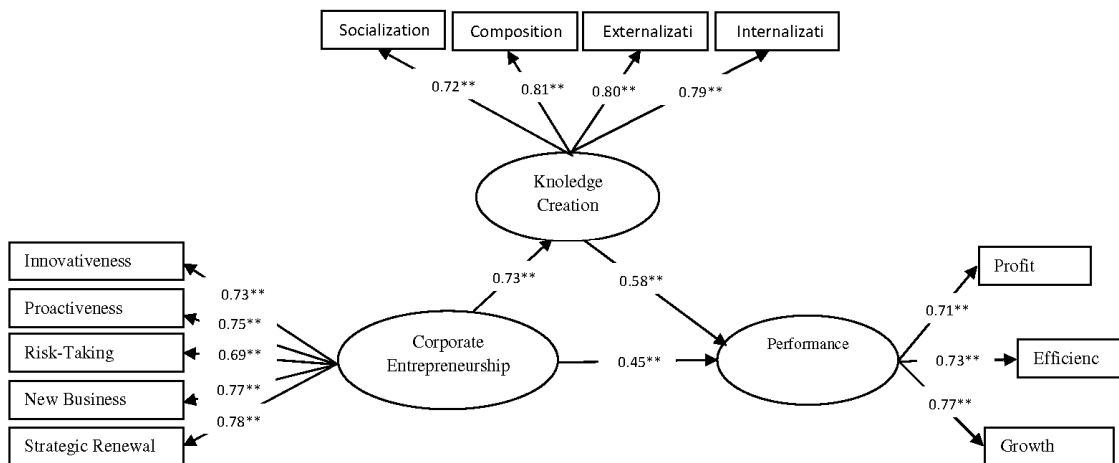 Socialization
Composition
Externalizati
Internalizati
0.72**
0.81**
0.80**
0.79**
Knoledge
Creation
0.73**
0.58**
Innovativeness
Proactiveness
Risk-Taking
New Business
Strategic Renewal
0.73**
0.75**
0.69**
0.77**
0.78**
Corporate
Entrepreneurship
0.45**
Performance
0.71**
0.73**
0.77**
Profit
Efficienc
Growth